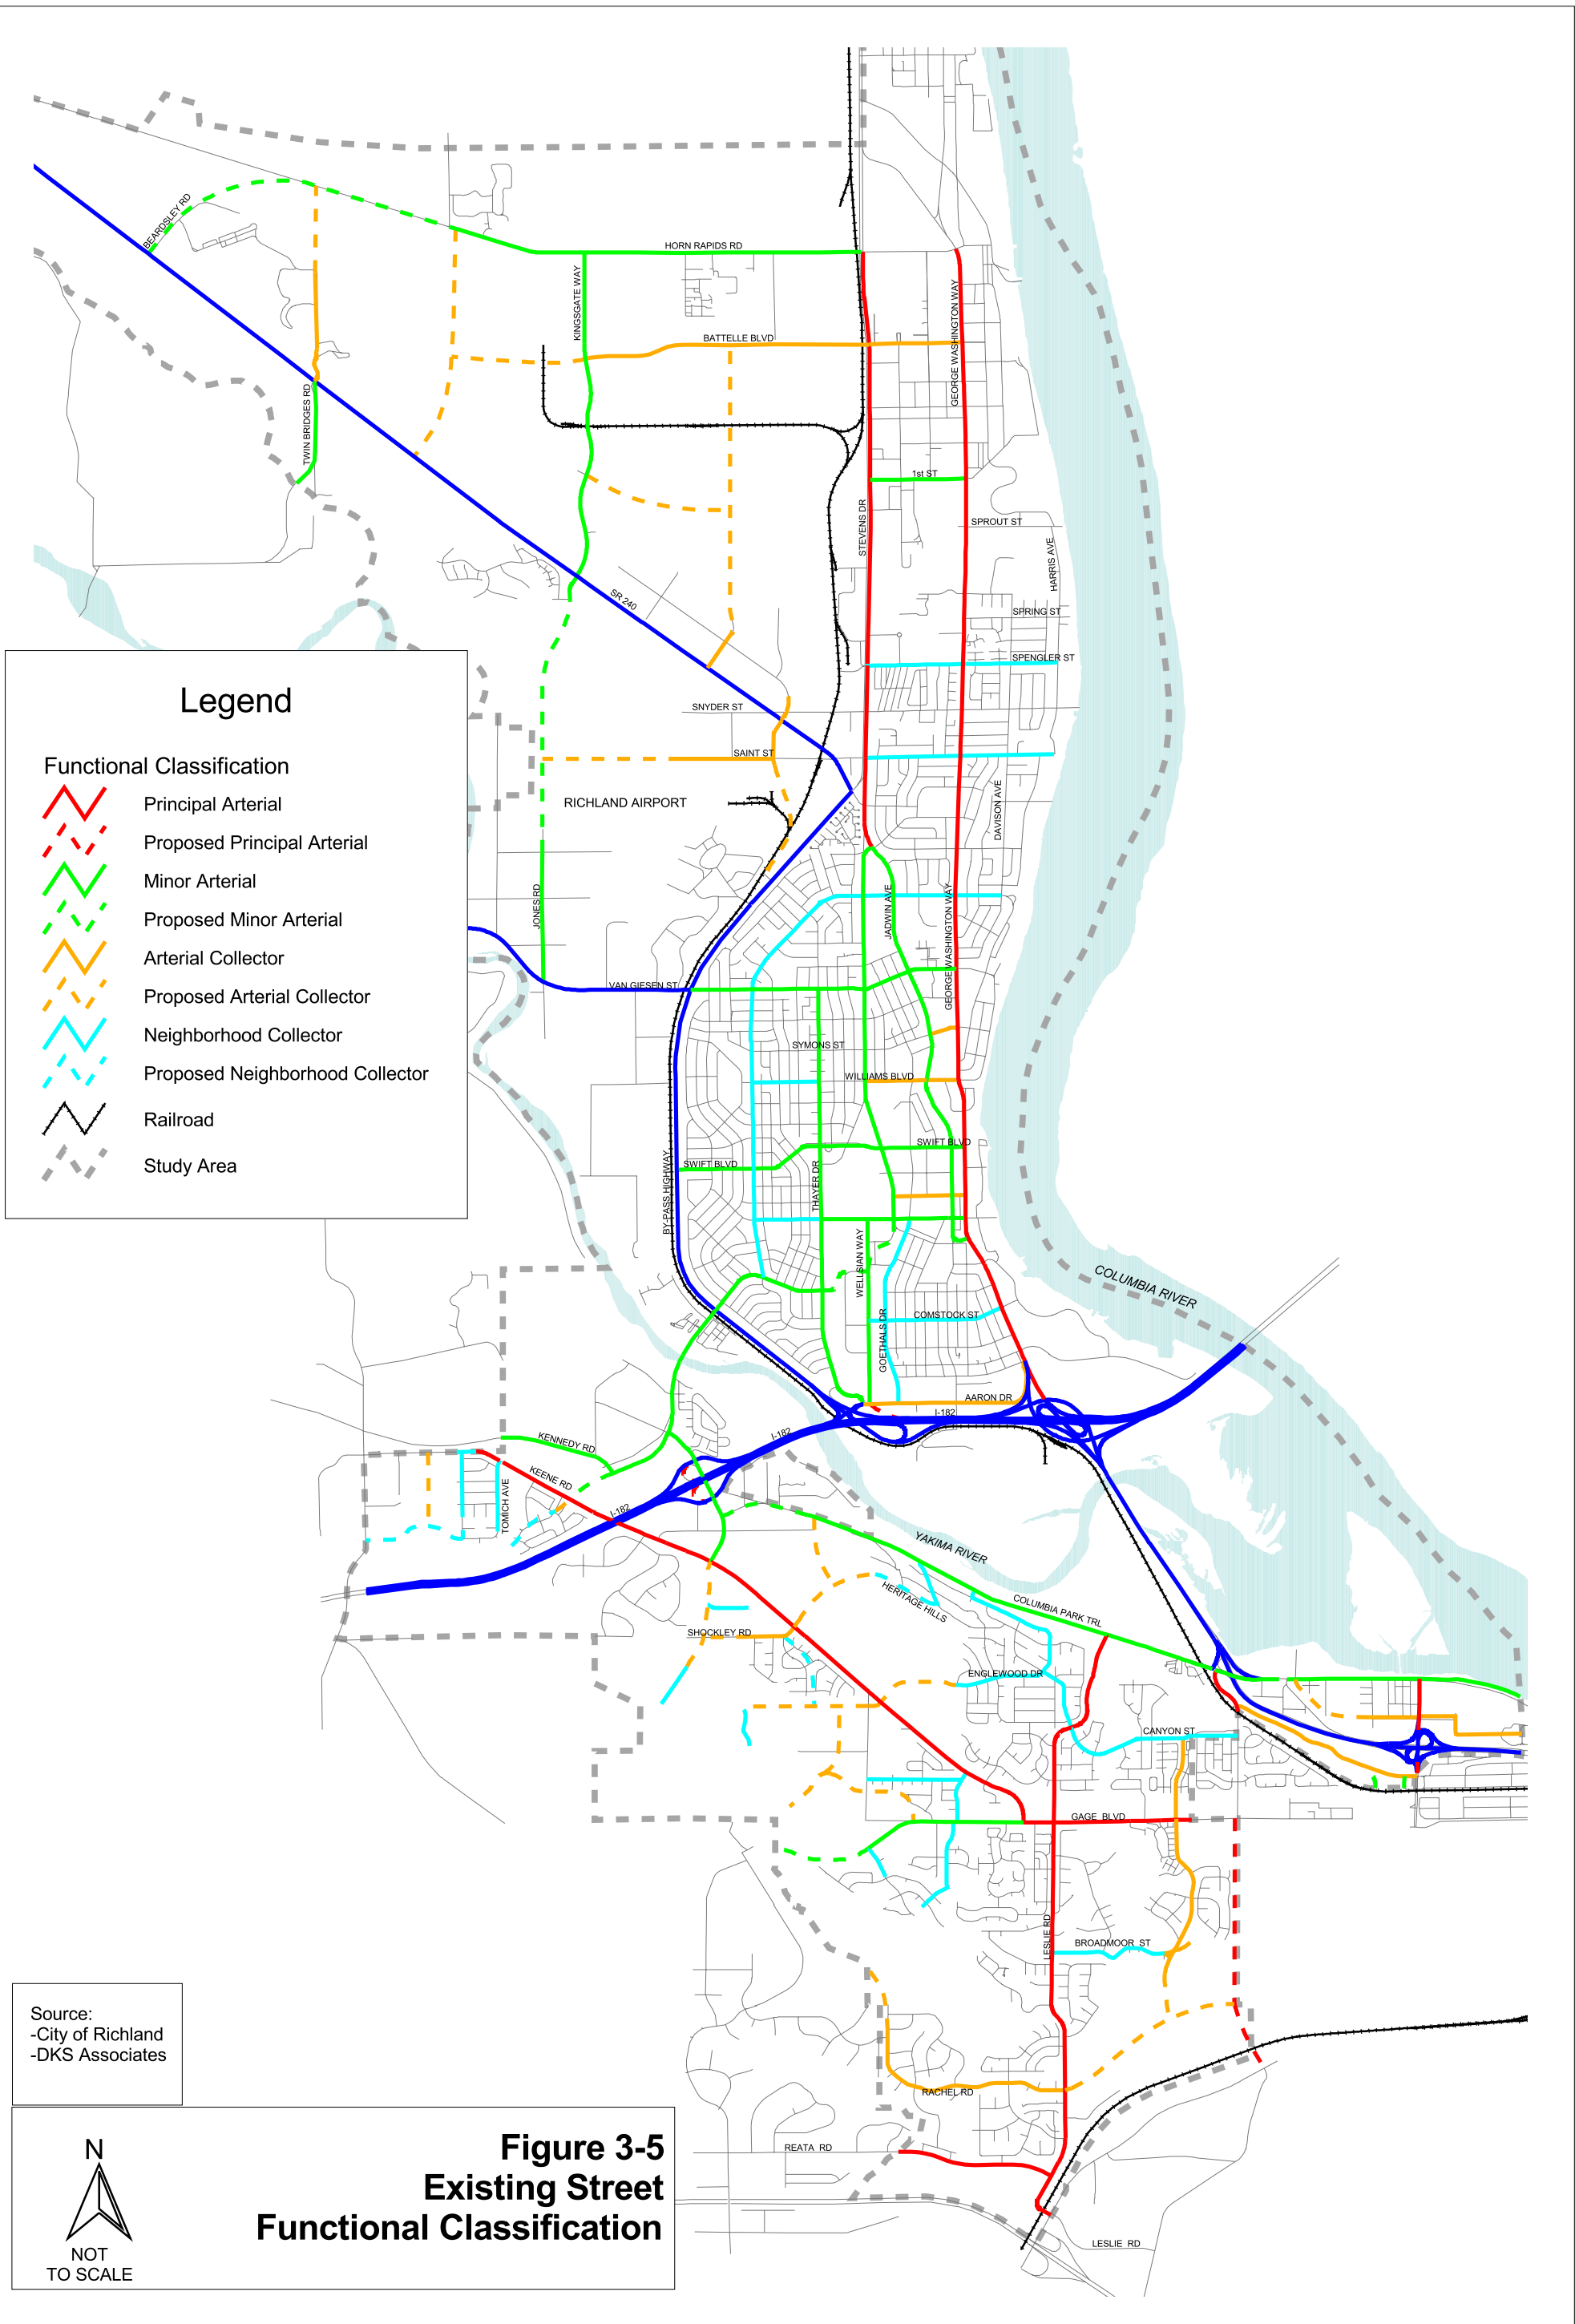 BEARDSLEY RD
HORN RAPIDS RD
KINGSGATE WAY
GEORGE WASHINGTON WAY
BATTELLE BLVD
TWIN BRIDGES RD
1st ST
STEVENS DR
SPROUT ST
HARRIS AVE
SR 240
SPRING ST
SPENGLER ST
SNYDER ST
SAINT ST
RICHLAND AIRPORT
DAVISON AVE
JONES RD
JADWIN AVE
GEORGE WASHINGTON WAY
VAN GIESEN ST
SYMONS ST
WILLIAMS BLVD
SWIFT BLVD
SWIFT BLVD
THAYER DR
BY-PASS HIGHWAY
WELLSIAN WAY
COLUMBIA RIVER
COMSTOCK ST
GOETHALS DR
AARON DR
I-182
I-182
KENNEDY RD
KEENE RD
TOMICH AVE
I-182
YAKIMA RIVER
HERITAGE HILLS
COLUMBIA PARK TRL
SHOCKLEY RD
ENGLEWOOD DR
CANYON ST
GAGE BLVD
LESLIE RD
BROADMOOR ST
RACHEL RD
REATA RD
LESLIE RD
Legend
Functional Classification
Principal Arterial
Proposed Principal Arterial
Minor Arterial
Proposed Minor Arterial
Arterial Collector
Proposed Arterial Collector
Neighborhood Collector
Proposed Neighborhood Collector
Railroad
Study Area
Source:
-City of Richland
-DKS Associates
N
NOT
TO SCALE
Figure 3-5
Existing Street
Functional Classification